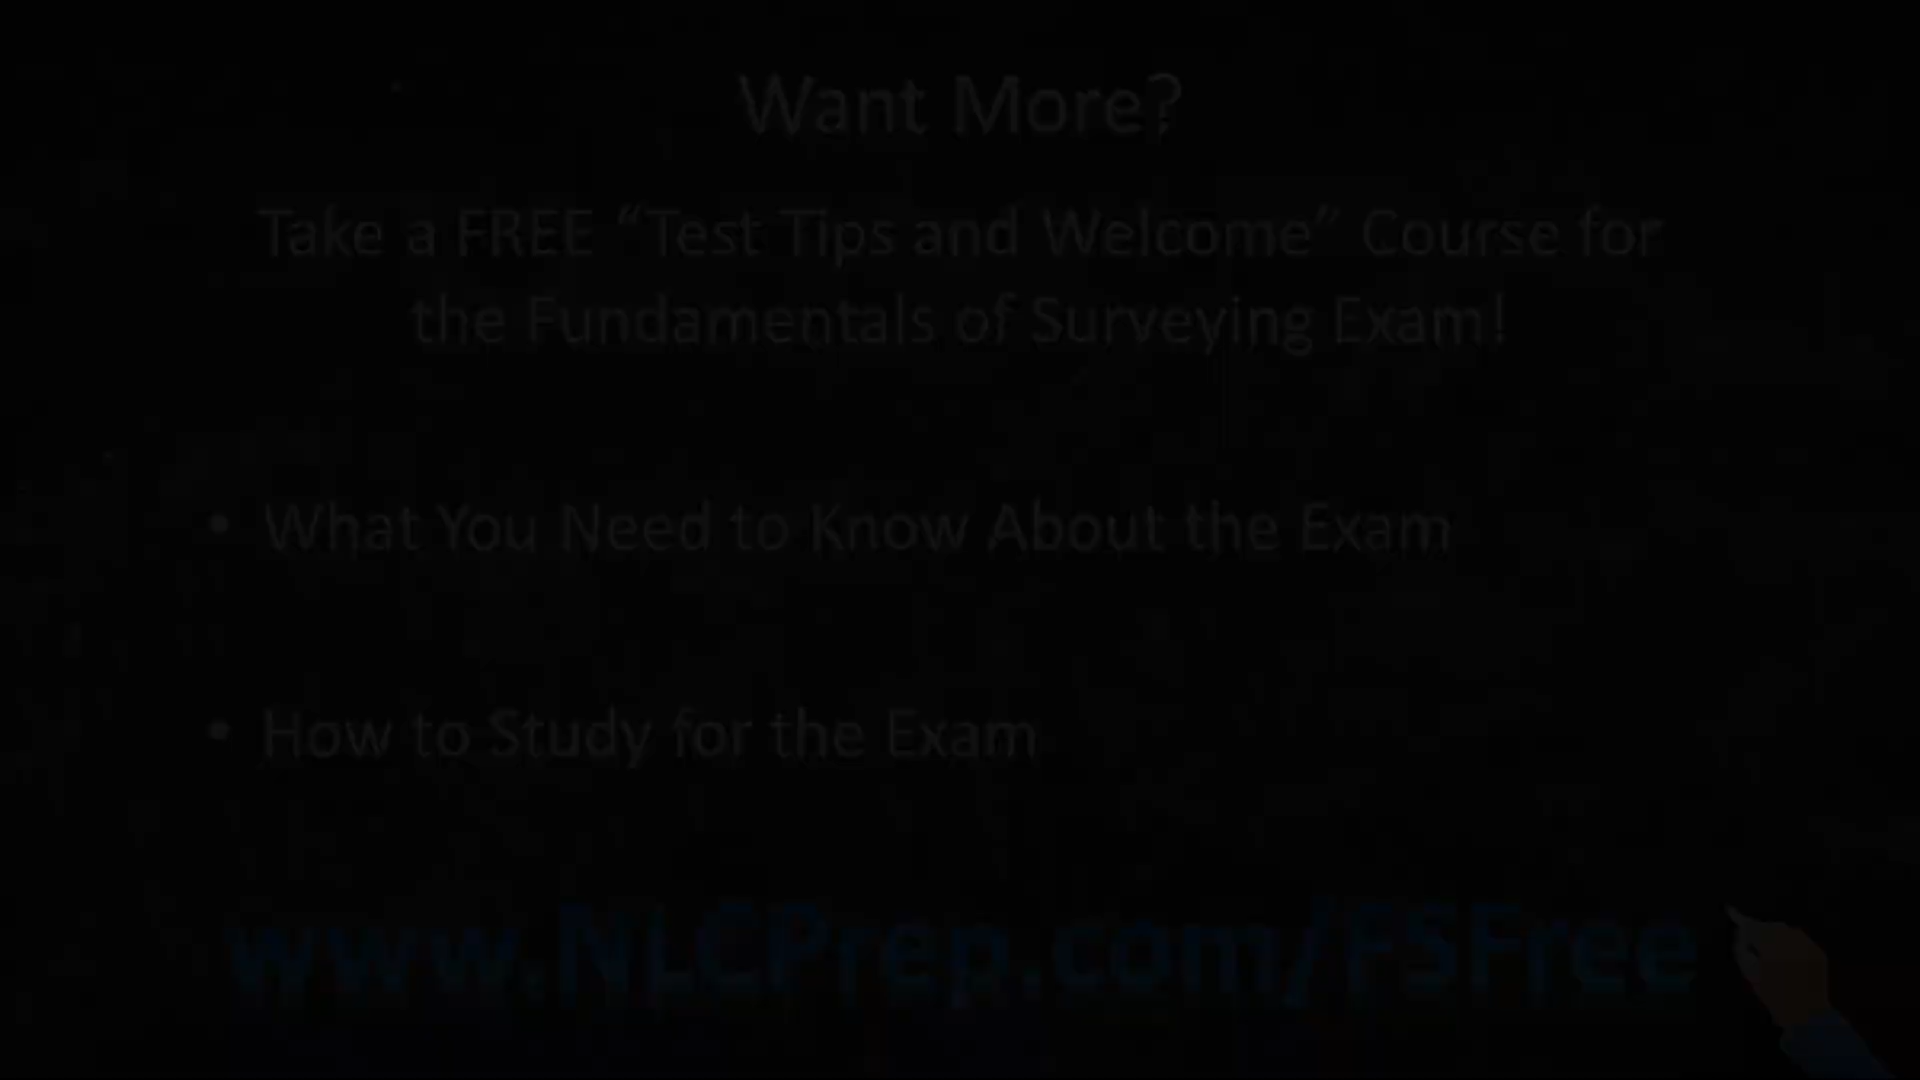 Want More?
Take a FREE “Test Tips and Welcome” Course for
the Fundamentals of Surveying Exam!
• What You Need to Know About the Exam
• How to Study for the Exam
www.NLCPrep.com/FSFree